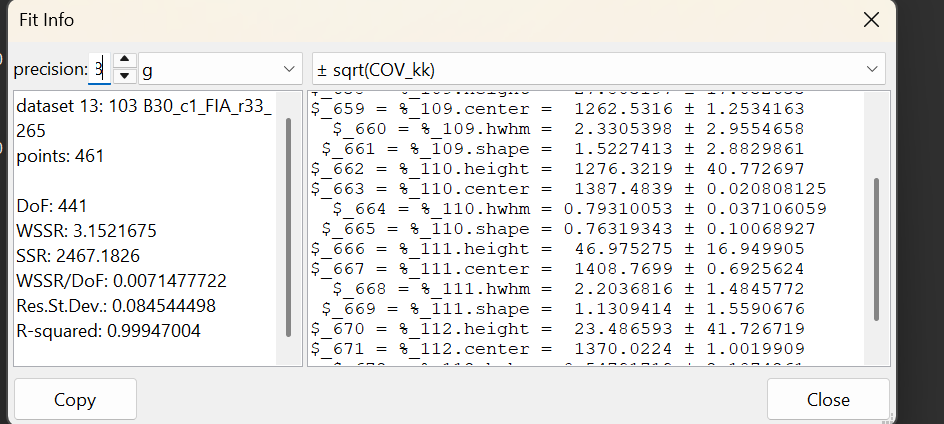 Fit Info
precision: 3 g
± sqrt(COV_kk)
dataset 13: 103 B30_c1_FIA_r33_
265
points: 461
DoF: 441
WSSR: 3.1521675
SSR: 2467.1826
WSSR/DoF: 0.0071477722
Res.St.Dev.: 0.084544498
R-squared: 0.99947004
$_659 = %_109.center = 1262.5316 ± 1.2534163
$_660 = %_109.hwhm = 2.3305398 ± 2.9554658
$_661 = %_109.shape = 1.5227413 ± 2.8829861
$_662 = %_110.height = 1276.3219 ± 40.772697
$_663 = %_110.center = 1387.4839 ± 0.020808125
$_664 = %_110.hwhm = 0.79310053 ± 0.037106059
$_665 = %_110.shape = 0.76319343 ± 0.10068927
$_666 = %_111.height = 46.975275 ± 16.949905
$_667 = %_111.center = 1408.7699 ± 0.6925624
$_668 = %_111.hwhm = 2.2036816 ± 1.4845772
$_669 = %_111.shape = 1.1309414 ± 1.5590676
$_670 = %_112.height = 23.486593 ± 41.726719
$_671 = %_112.center = 1370.0224 ± 1.0019909
Copy
Close